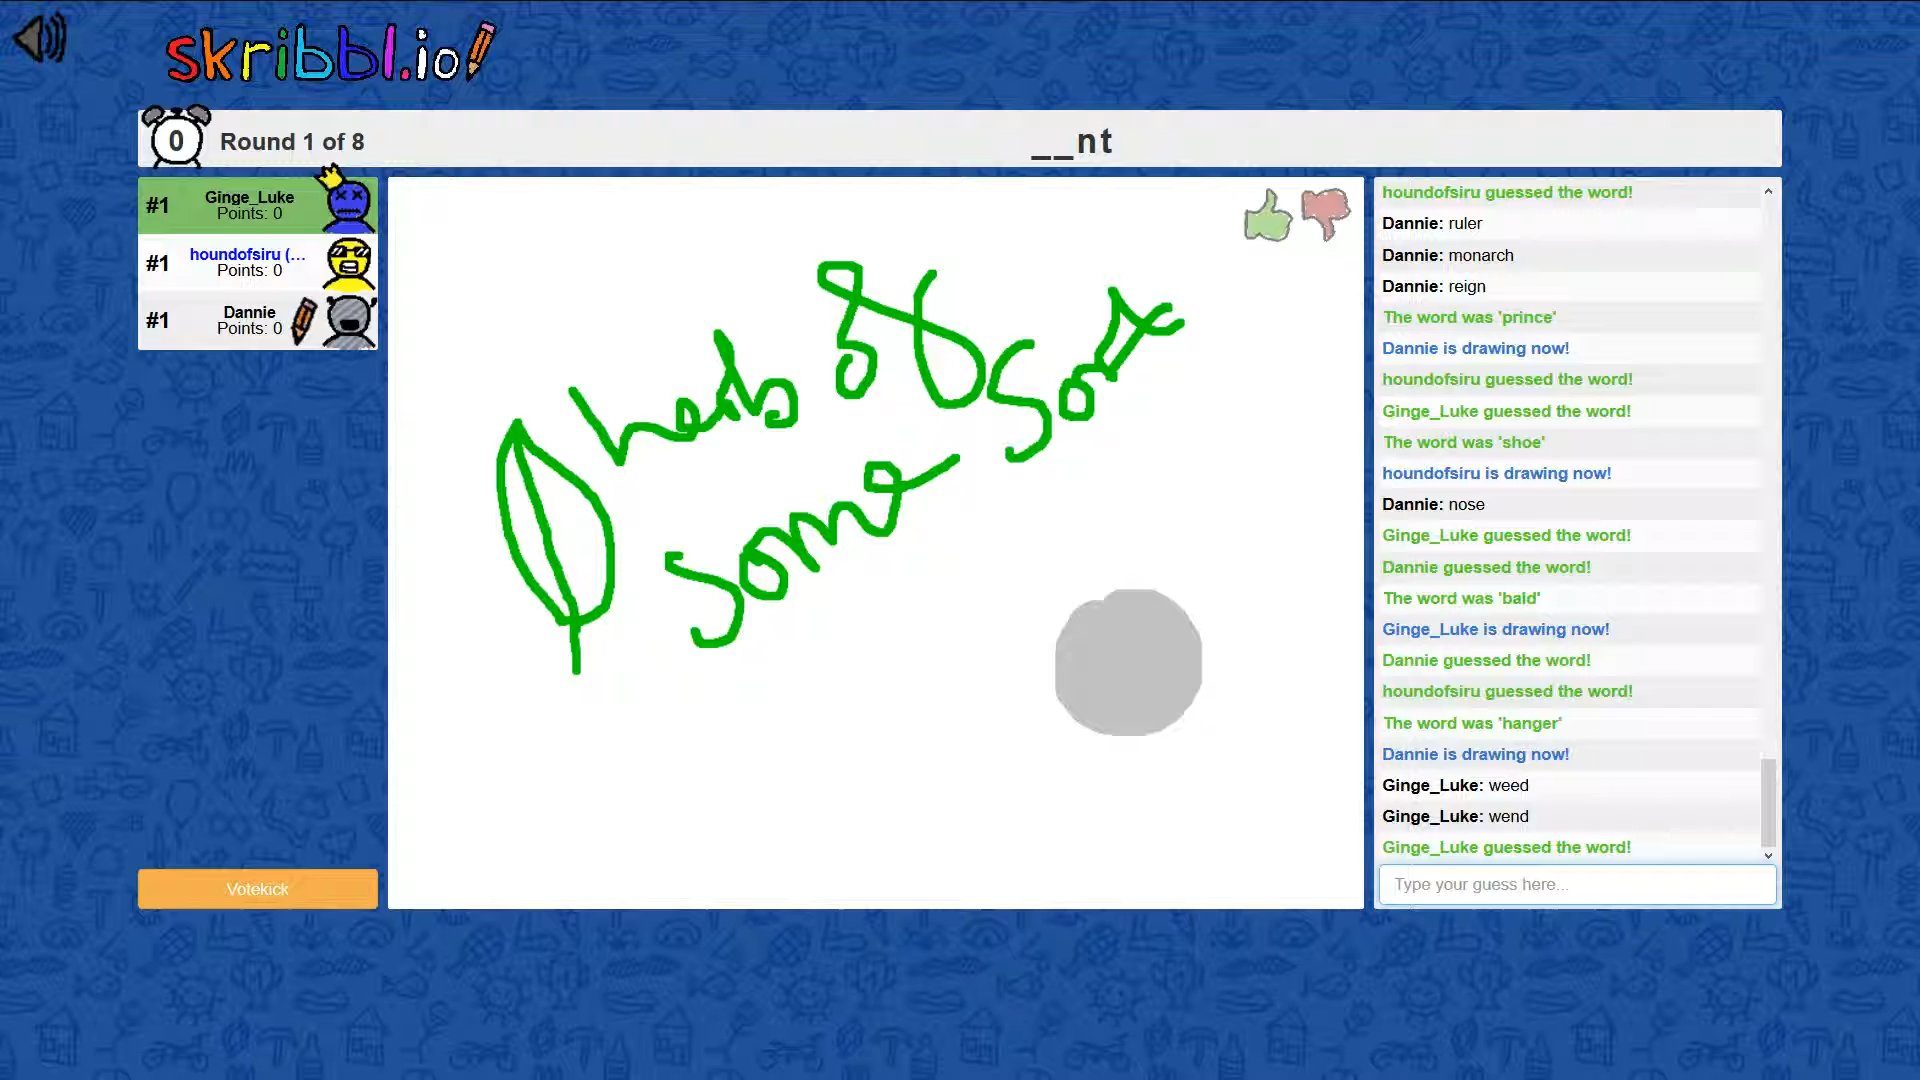 skribbl.io
0
Round 1 of 8
__nt
#1
Ginge_Luke
Points: 0
#1
houndofsiru (...
Points: 0
#1
Dannie
Points: 0
herb of some sort
houndofsiru guessed the word!
Dannie: ruler
Dannie: monarch
Dannie: reign
The word was 'prince'
Dannie is drawing now!
houndofsiru guessed the word!
Ginge_Luke guessed the word!
The word was 'shoe'
houndofsiru is drawing now!
Dannie: nose
Ginge_Luke guessed the word!
Dannie guessed the word!
The word was 'bald'
Ginge_Luke is drawing now!
Dannie guessed the word!
houndofsiru guessed the word!
The word was 'hanger'
Dannie is drawing now!
Ginge_Luke: weed
Ginge_Luke: wend
Ginge_Luke guessed the word!
Type your guess here...
Votekick